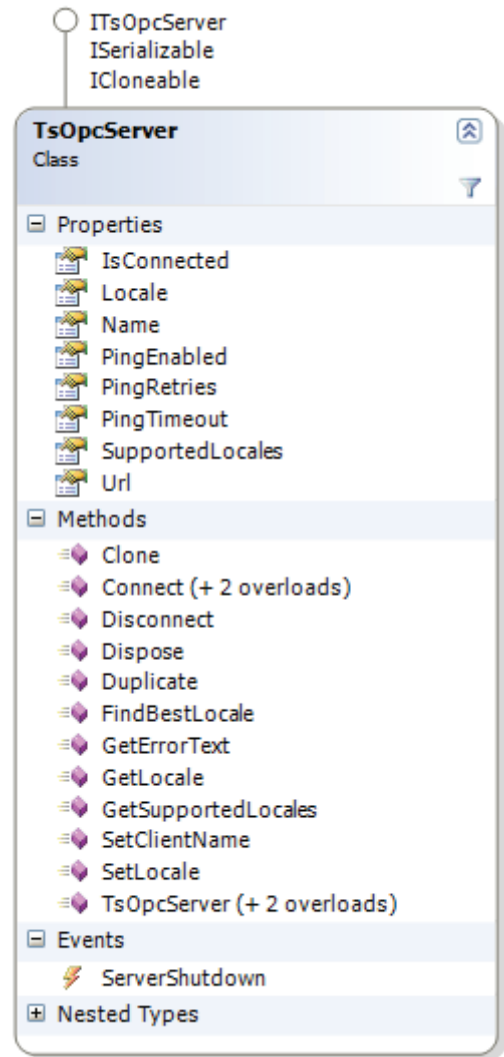 ITsOpcServer
ISerializable
ICloneable
TsOpcServer
Class
Properties
IsConnected
Locale
Name
PingEnabled
PingRetries
PingTimeout
SupportedLocales
Url
Methods
Clone
Connect (+ 2 overloads)
Disconnect
Dispose
Duplicate
FindBestLocale
GetErrorText
GetLocale
GetSupportedLocales
SetClientName
SetLocale
TsOpcServer (+ 2 overloads)
Events
ServerShutdown
Nested Types